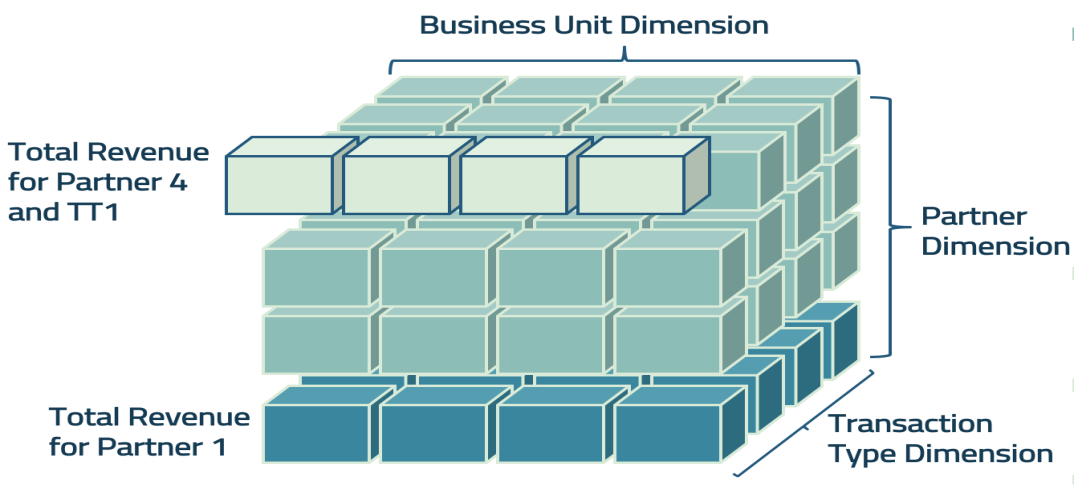 Business Unit Dimension
Total Revenue
for Partner 4
and TT1
Partner
Dimension
Total Revenue
for Partner 1
Transaction
Type Dimension